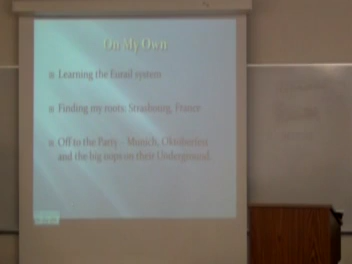 On My Own
Learning the Eurail system
Finding my roots: Strasbourg, France
Off to the Party – Munich, Oktoberfest
and the big oops on their Underground